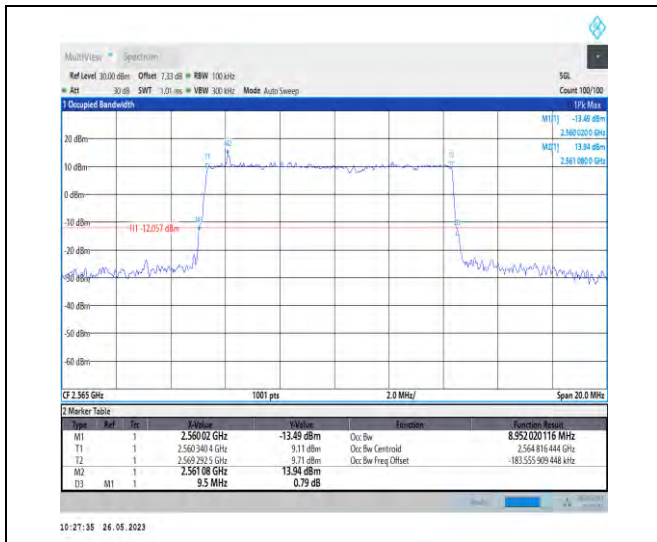 MultiView Spectrum
Ref Level 30.00 dBm Offset 7.33 dB RBW 100 kHz SGL
Att 30 dB SWT 1.01 ms VBW 300 kHz Mode Auto Sweep Count 100/100
1 Occupied Bandwidth 1Pk Max
M1[1] -13.49 dBm
2.560 020 0 GHz
M2[1] 13.94 dBm
2.561 080 0 GHz
20 dBm
10 dBm
0 dBm
-10 dBm
H1 -12.057 dBm
-20 dBm
-30 dBm
-40 dBm
-50 dBm
-60 dBm
M2
T1
M1
CF 2.565 GHz 1001 pts 2.0 MHz/ Span 20.0 MHz
2 Marker Table
Type Ref Trc X-Value Y-Value Function Function Result
M1 1 2.56002 GHz -13.49 dBm Occ Bw 8.952 020 116 MHz
T1 1 2.560 340 4 GHz 9.11 dBm Occ Bw Centroid 2.564 816 444 GHz
T2 1 2.569 292 5 GHz 9.71 dBm Occ Bw Freq Offset -183.555 909 448 kHz
M2 1 2.561 08 GHz 13.94 dBm
D3 M1 1 9.5 MHz 0.79 dB
10:27:35 26.05.2023